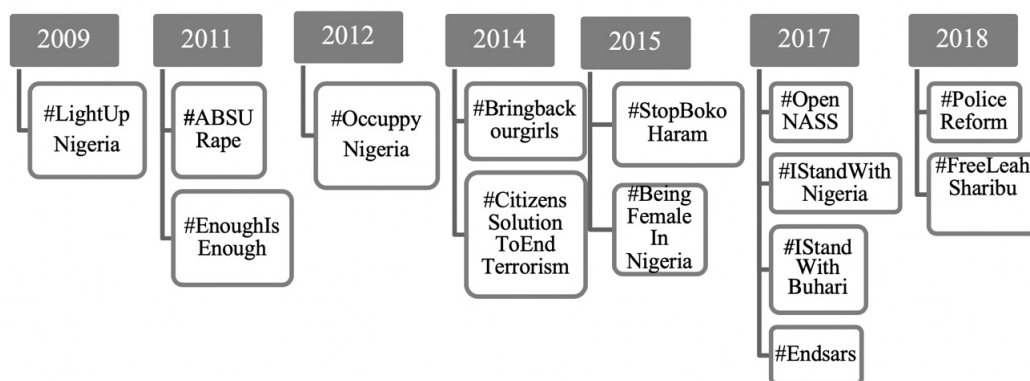 2009
#LightUp
Nigeria
2011
#ABSU
Rape
#EnoughIs
Enough
2012
#Occuppy
Nigeria
2014
#Bringback
ourgirls
#Citizens
Solution
ToEnd
Terrorism
2015
#StopBoko
Haram
#Being
Female
In
Nigeria
2017
#Open
NASS
#IStandWith
Nigeria
#IStand
With
Buhari
#Endsars
2018
#Police
Reform
#FreeLeah
Sharibu